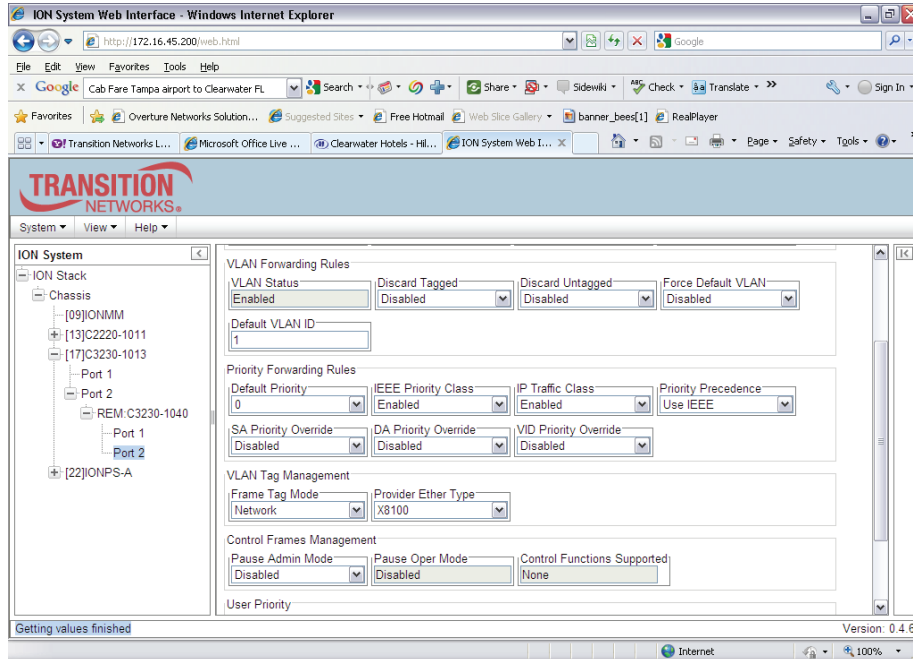 ION System Web Interface - Windows Internet Explorer
http://172.16.45.200/web.html
Google
File Edit View Favorites Tools Help
x Google Cab Fare Tampa airport to Clearwater FL Search Share Sidewiki ABC Check aa Translate >> Sign In
Favorites Overture Networks Solution... Suggested Sites Free Hotmail Web Slice Gallery banner_bees[1] RealPlayer
Transition Networks L... Microsoft Office Live ... Clearwater Hotels - Hil... ION System Web I... X Page Safety Tools
TRANSITION
NETWORKS®
System View Help
ION System
ION Stack
Chassis
[09]IONMM
[13]C2220-1011
[17]C3230-1013
Port 1
Port 2
REM:C3230-1040
Port 1
Port 2
[22]IONPS-A
VLAN Forwarding Rules
VLAN Status Discard Tagged Discard Untagged Force Default VLAN
Enabled Disabled Disabled Disabled
Default VLAN ID
1
Priority Forwarding Rules
Default Priority IEEE Priority Class IP Traffic Class Priority Precedence
0 Enabled Enabled Use IEEE
SA Priority Override DA Priority Override VID Priority Override
Disabled Disabled Disabled
VLAN Tag Management
Frame Tag Mode Provider Ether Type
Network X8100
Control Frames Management
Pause Admin Mode Pause Oper Mode Control Functions Supported
Disabled Disabled None
User Priority
Getting values finished Version: 0.4.6
Internet 100%